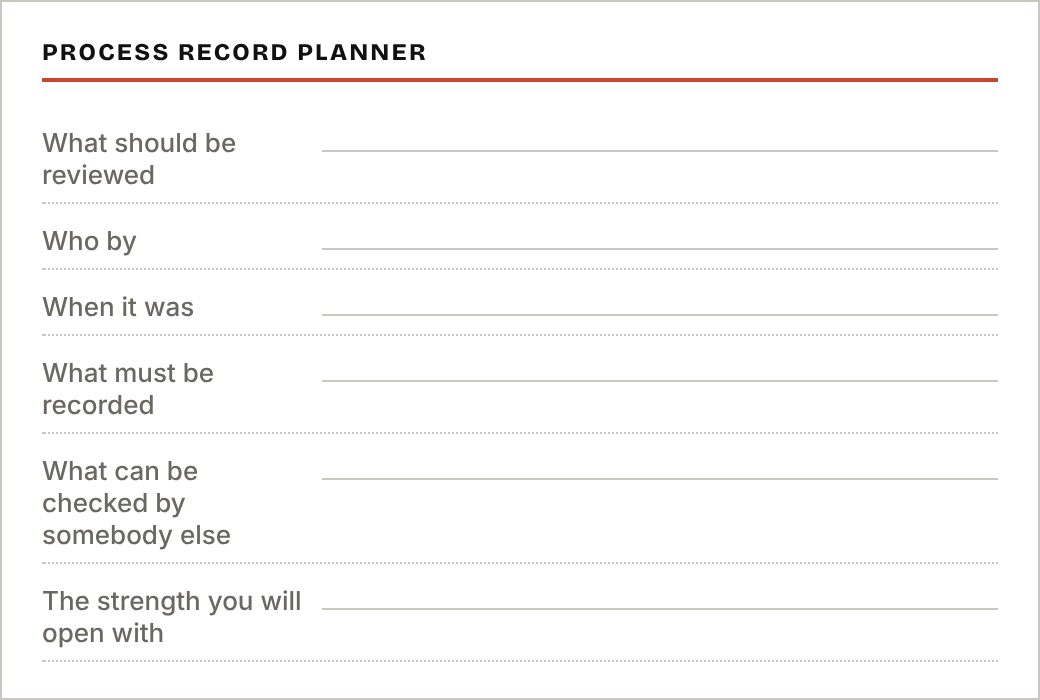 PROCESS RECORD PLANNER
What should be
reviewed
Who by
When it was
What must be
recorded
What can be
checked by
somebody else
The strength you will
open with